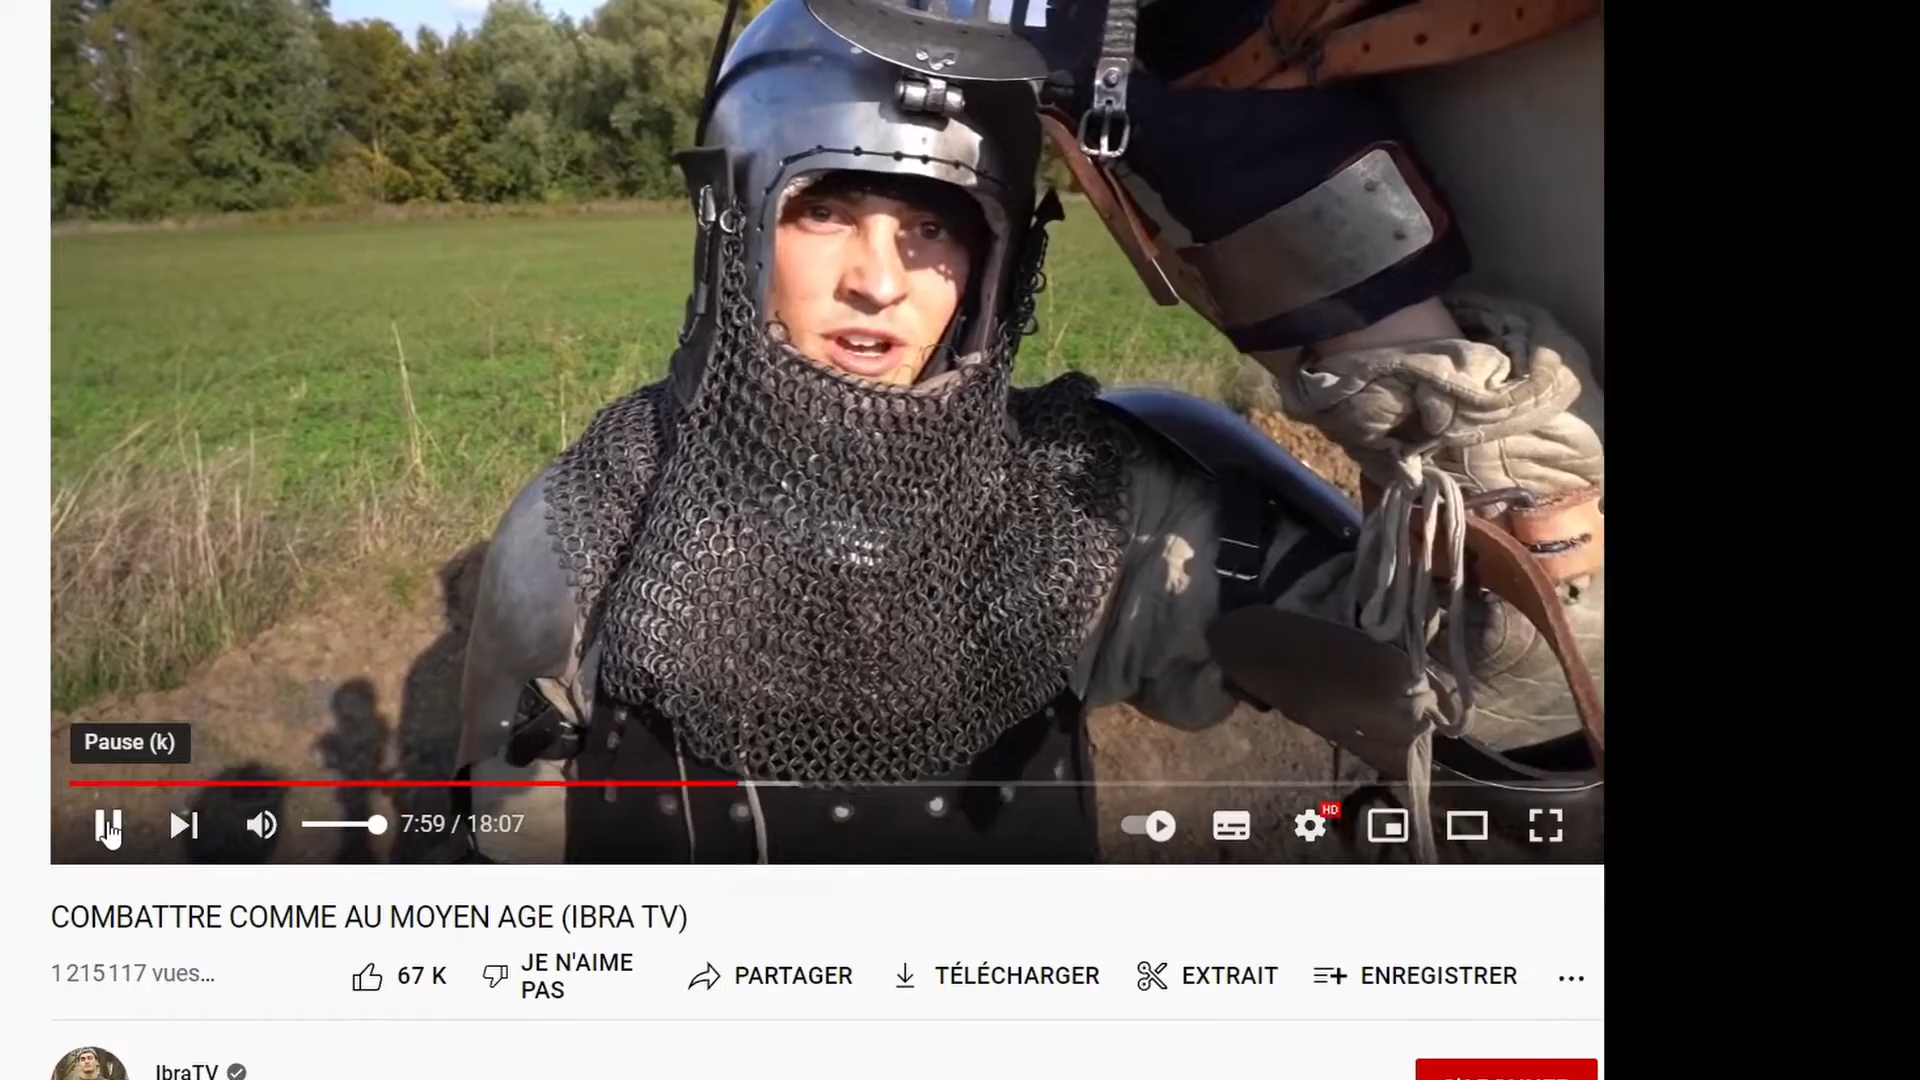 Pause (k)
HD
7:59 / 18:07
COMBATTRE COMME AU MOYEN AGE (IBRA TV)
1 215 117 vues...
67 K
JE N'AIME
PAS
PARTAGER
TÉLÉCHARGER
EXTRAIT
ENREGISTRER
IbraTV